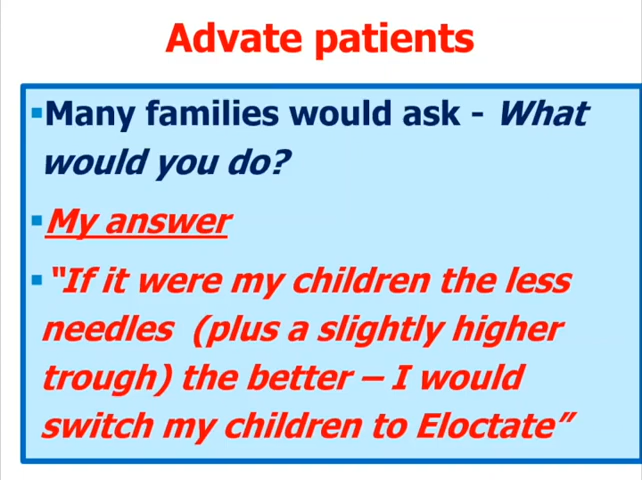 Advate patients
▪Many families would ask - What
would you do?
▪My answer
▪"If it were my children the less
needles (plus a slightly higher
trough) the better – I would
switch my children to Eloctate”